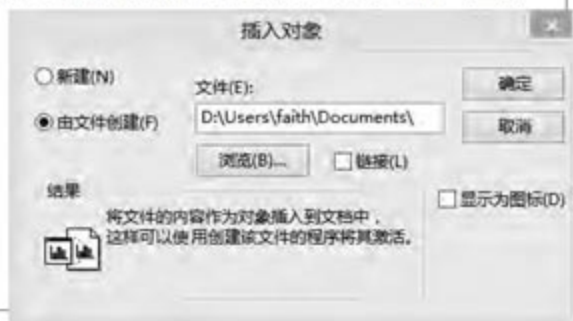 插入对象
新建(N)
文件(E):
确定
由文件创建(F)
D:\Users\faith\Documents\
取消
浏览(B)...
链接(L)
结果
显示为图标(D)
将文件的内容作为对象插入到文档中，
这样可以使用创建该文件的程序将其激活。